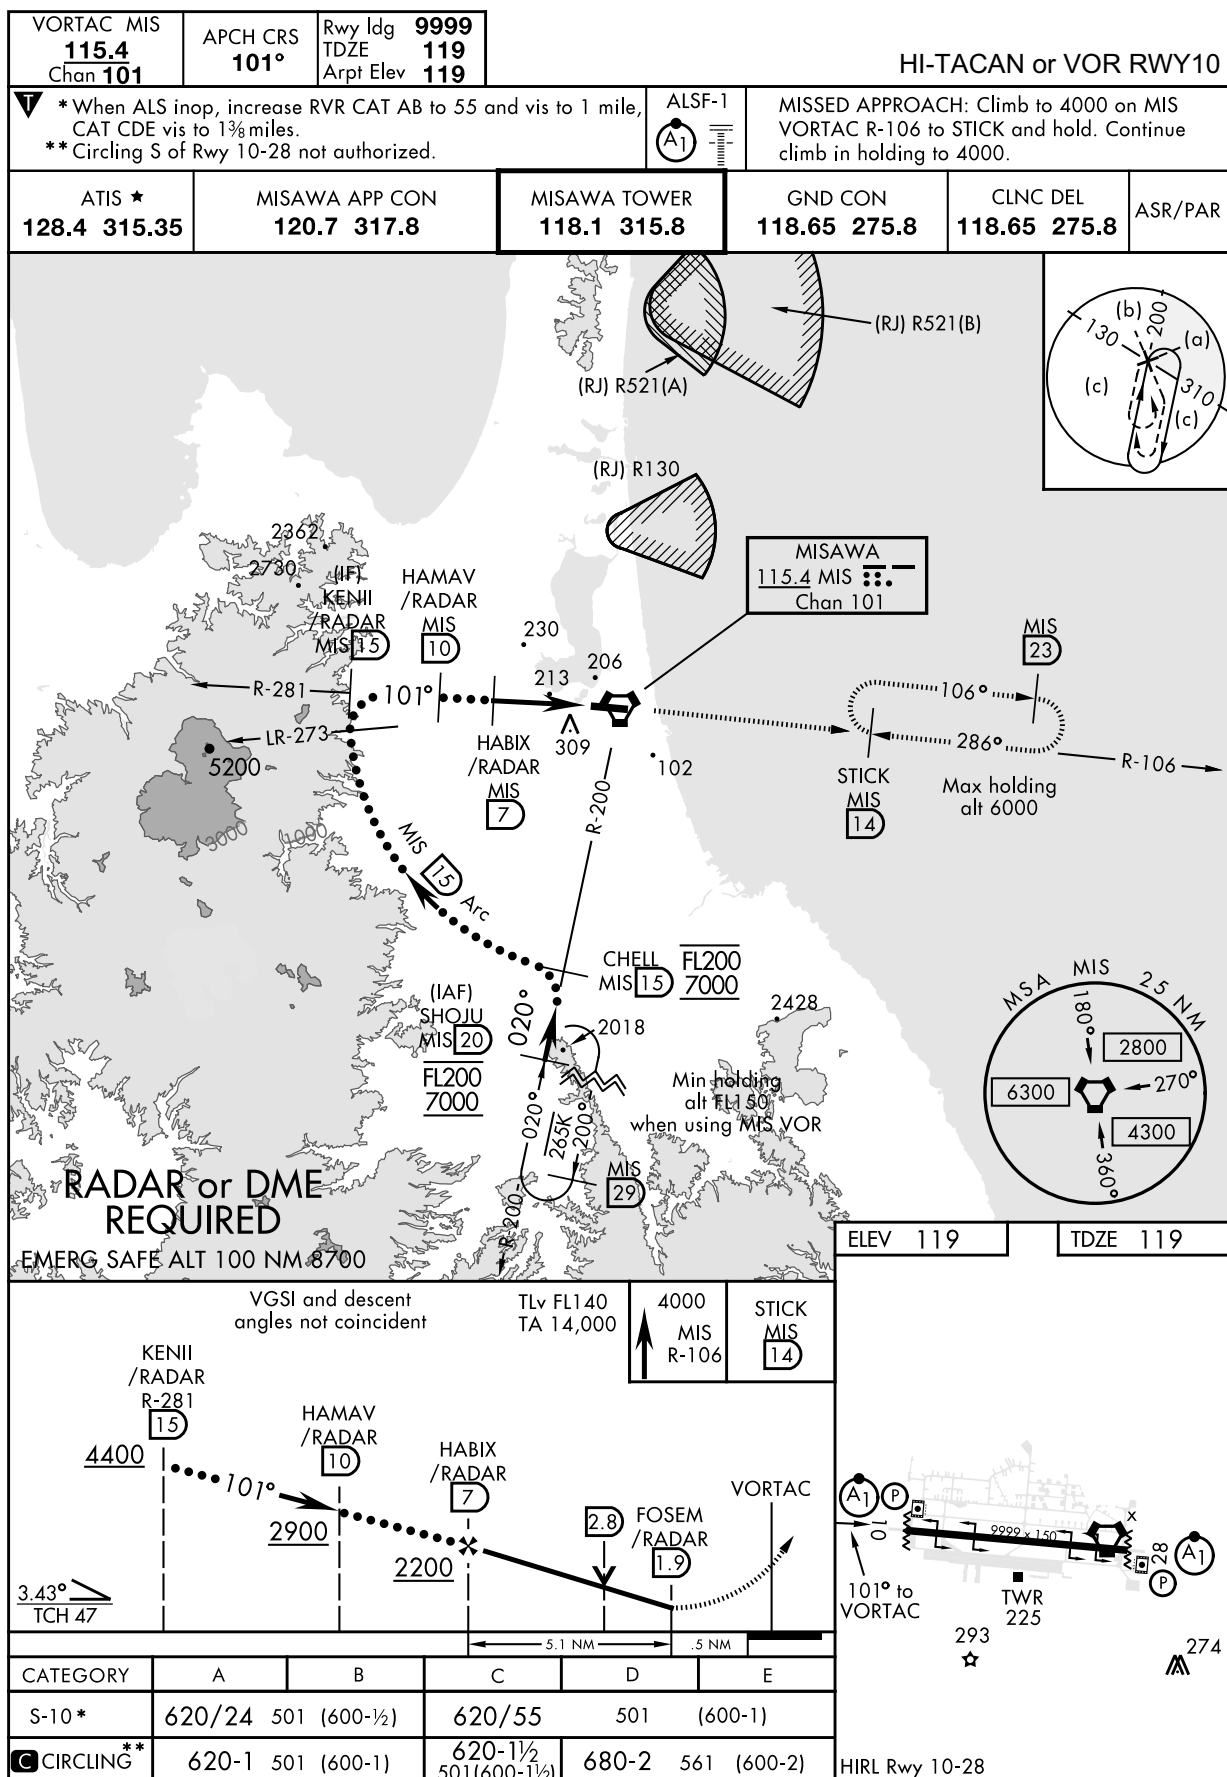 VORTAC MIS
115.4
Chan 101
APCH CRS
101°
Rwy ldg 9999
TDZE 119
Arpt Elev 119
HI-TACAN or VOR RWY10
T
* When ALS inop, increase RVR CAT AB to 55 and vis to 1 mile,
CAT CDE vis to 1⅜ miles.
** Circling S of Rwy 10-28 not authorized.
ALSF-1
A1
MISSED APPROACH: Climb to 4000 on MIS
VORTAC R-106 to STICK and hold. Continue
climb in holding to 4000.
ATIS ★
128.4 315.35
MISAWA APP CON
120.7 317.8
MISAWA TOWER
118.1 315.8
GND CON
118.65 275.8
CLNC DEL
118.65 275.8
ASR/PAR
(RJ) R521(B)
(RJ) R521(A)
(RJ) R130
(b)
200
130
(a)
(c)
310
(c)
MISAWA
115.4 MIS
Chan 101
2362
2730
(IF)
KENII
/RADAR
MIS 15
HAMAV
/RADAR
MIS
10
230
206
213
MIS
23
R-281
101°
106°
LR-273
5200
HABIX
/RADAR
MIS
7
309
102
286°
R-106
STICK
MIS
14
Max holding
alt 6000
R-200
3000
1000
MIS 15 Arc
CHELL
MIS 15
FL200
7000
(IAF)
SHOJU
MIS 20
FL200
7000
020°
2018
2428
Min holding
alt FL150
when using MIS VOR
020°
265K
200°
MIS
29
R-200
MSA MIS 25 NM
180°
2800
6300
270°
4300
360°
RADAR or DME
REQUIRED
EMERG SAFE ALT 100 NM 8700
ELEV 119
TDZE 119
VGSI and descent
angles not coincident
TLv FL140
TA 14,000
4000
MIS
R-106
STICK
MIS
14
KENII
/RADAR
R-281
15
4400
101°
HAMAV
/RADAR
10
2900
HABIX
/RADAR
7
2200
2.8
FOSEM
/RADAR
1.9
VORTAC
3.43°
TCH 47
5.1 NM
.5 NM
A1
P
10
9999 x 150
X
28
A1
P
101° to
VORTAC
TWR
225
293
274
HIRL Rwy 10-28
CATEGORY A B C D E
S-10 * 620/24 501 (600-½) 620/55 501 (600-1)
C CIRCLING ** 620-1 501 (600-1) 620-1½ 501(600-1½) 680-2 561 (600-2)